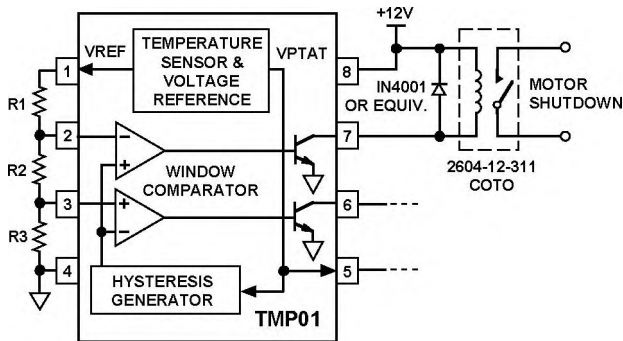 +12V
1
VREF
TEMPERATURE
SENSOR &
VOLTAGE
REFERENCE
VPTAT
8
R1
IN4001
OR EQUIV.
MOTOR
SHUTDOWN
2
−
+
7
R2
WINDOW
COMPARATOR
2604-12-311
COTO
3
+
−
6
R3
4
HYSTERESIS
GENERATOR
5
TMP01